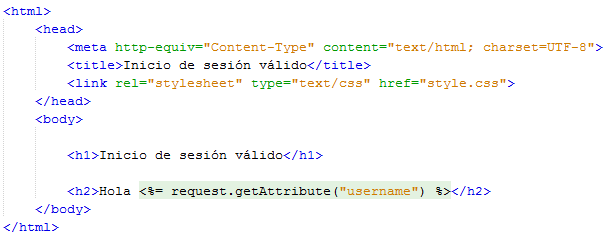 <html>
<head>
<meta http-equiv="Content-Type" content="text/html; charset=UTF-8">
<title>Inicio de sesión válido</title>
<link rel="stylesheet" type="text/css" href="style.css">
</head>
<body>
<h1>Inicio de sesión válido</h1>
<h2>Hola <%= request.getAttribute("username") %></h2>
</body>
</html>